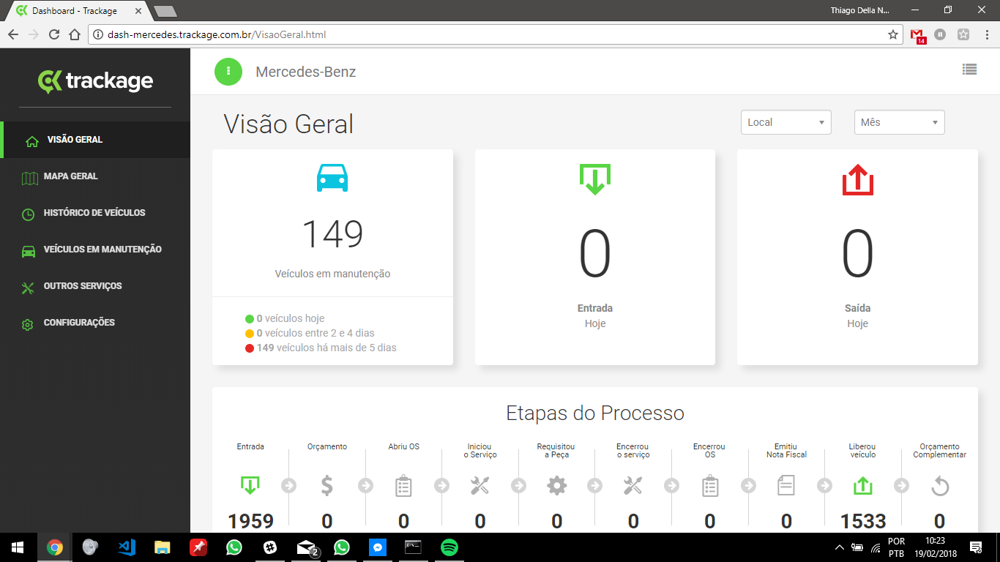 Dashboard - Trackage
Thiago Della N...
dash-mercedes.trackage.com.br/VisaoGeral.html
14
trackage
Mercedes-Benz
VISÃO GERAL
MAPA GERAL
HISTÓRICO DE VEÍCULOS
VEÍCULOS EM MANUTENÇÃO
OUTROS SERVIÇOS
CONFIGURAÇÕES
Visão Geral
Local
Mês
149
Veículos em manutenção
0 veículos hoje
0 veículos entre 2 e 4 dias
149 veículos há mais de 5 dias
0
Entrada
Hoje
0
Saída
Hoje
Etapas do Processo
Entrada
1959
Orçamento
0
Abriu OS
0
Iniciou
o Serviço
0
Requisitou
a Peça
0
Encerrou
o serviço
0
Encerrou
OS
0
Emitiu
Nota Fiscal
0
Liberou
veículo
1533
Orçamento
Complementar
0
2
POR
PTB
10:23
19/02/2018